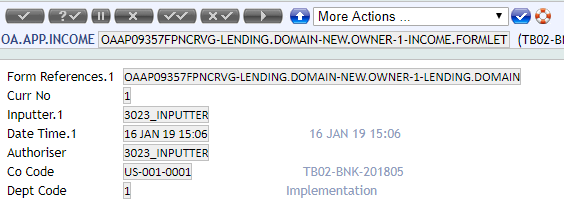 More Actions ...
OA.APP.INCOME OAAP09357FPNCRVG-LENDING.DOMAIN-NEW.OWNER-1-INCOME.FORMLET (TB02-BN
Form References.1 OAAP09357FPNCRVG-LENDING.DOMAIN-NEW.OWNER-1-LENDING.DOMAIN
Curr No 1
Inputter.1 3023_INPUTTER
Date Time.1 16 JAN 19 15:06 16 JAN 19 15:06
Authoriser 3023_INPUTTER
Co Code US-001-0001 TB02-BNK-201805
Dept Code 1 Implementation